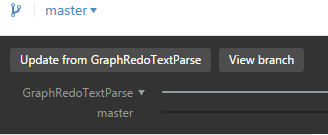 master
Update from GraphRedoTextParse View branch
GraphRedoTextParse
master